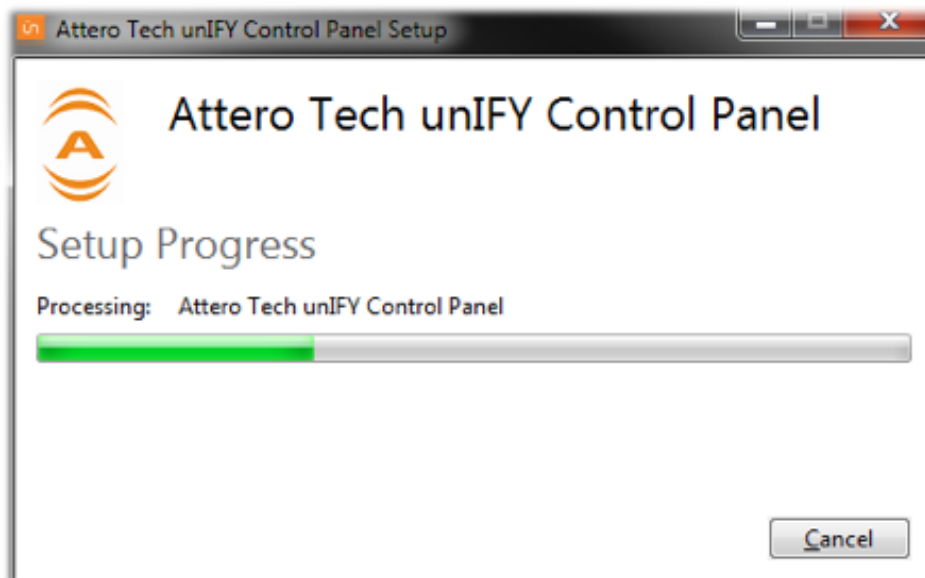 Attero Tech unIFY Control Panel Setup
Attero Tech unIFY Control Panel
Setup Progress
Processing: Attero Tech unIFY Control Panel
Cancel